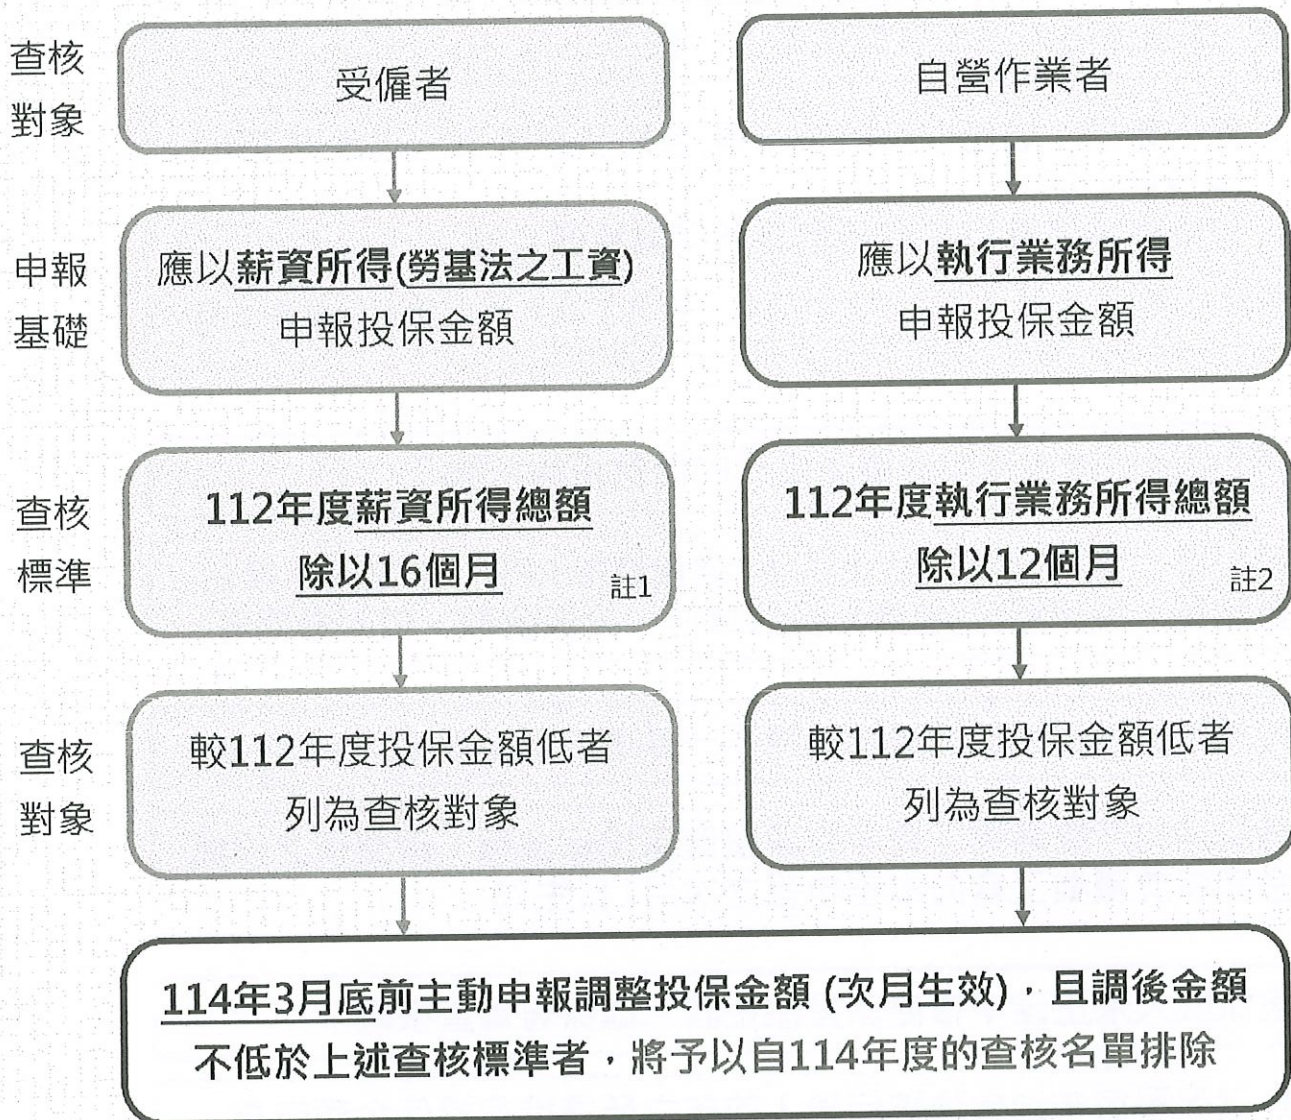 查核
對象
受僱者
自營作業者
申報
基礎
應以薪資所得(勞基法之工資)
申報投保金額
應以執行業務所得
申報投保金額
查核
標準
112年度薪資所得總額
除以16個月
註1
112年度執行業務所得總額
除以12個月
註2
查核
對象
較112年度投保金額低者
列為查核對象
較112年度投保金額低者
列為查核對象
114年3月底前主動申報調整投保金額 (次月生效)，且調後金額
不低於上述查核標準者，將予以自114年度的查核名單排除